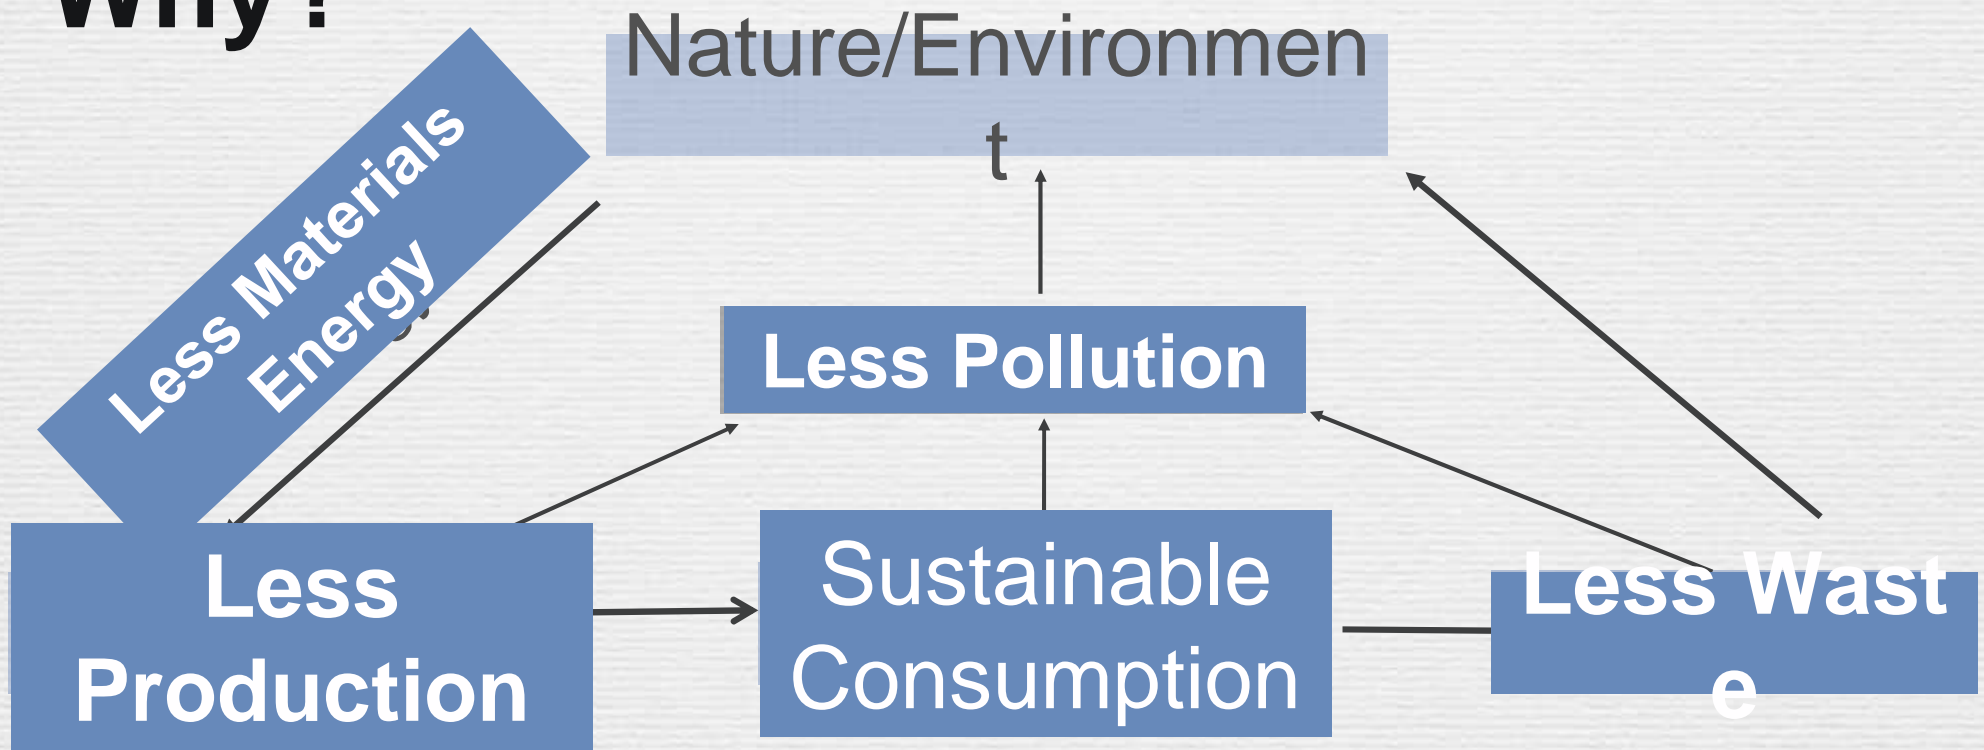 Why?
Nature/Environmen
t
Less Materials
Energy
Less Pollution
Less
Production
Sustainable
Consumption
Less Wast
e